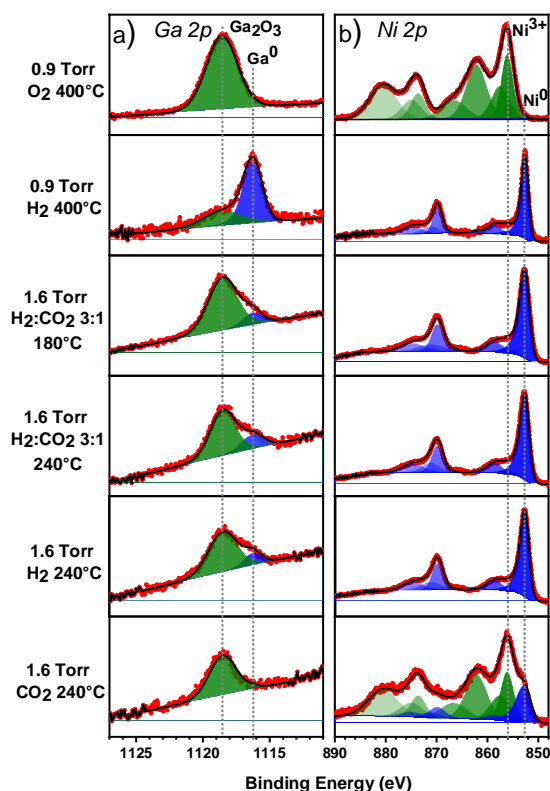 a) Ga 2p
Ga₂O₃
Ga⁰
b) Ni 2p
Ni³⁺
Ni⁰
0.9 Torr
O₂ 400°C
0.9 Torr
H₂ 400°C
1.6 Torr
H₂:CO₂ 3:1
180°C
1.6 Torr
H₂:CO₂ 3:1
240°C
1.6 Torr
H₂ 240°C
1.6 Torr
CO₂ 240°C
1125 1120 1115
890 880 870 860 850
Binding Energy (eV)